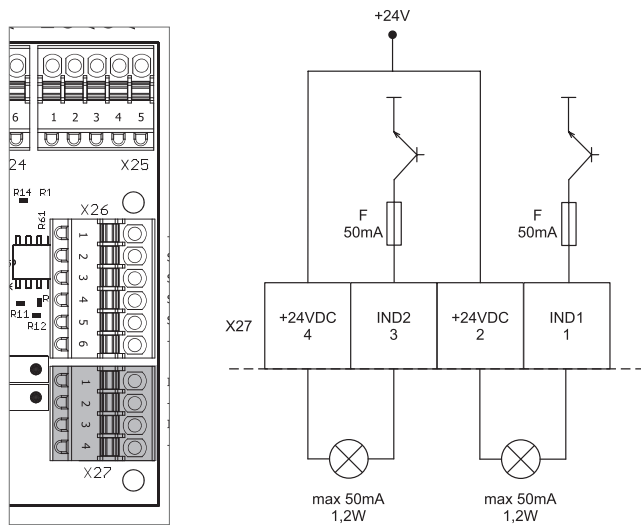 6 1 2 3 4 5
24 X25
R14 R1
R61
X26
1
2
3
4
5
6
R11
R12
1
2
3
4
X27
+24V
F
50mA
F
50mA
X27
+24VDC
4
IND2
3
+24VDC
2
IND1
1
max 50mA
1,2W
max 50mA
1,2W